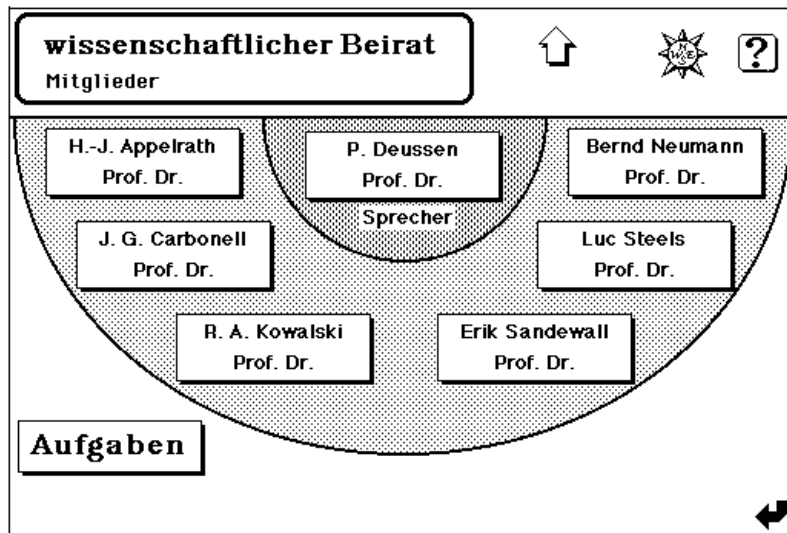 wissenschaftlicher Beirat
Mitglieder
N
W E
S
?
H.-J. Appelrath
Prof. Dr.
P. Deussen
Prof. Dr.
Sprecher
Bernd Neumann
Prof. Dr.
J. G. Carbonell
Prof. Dr.
Luc Steels
Prof. Dr.
R. A. Kowalski
Prof. Dr.
Erik Sandewall
Prof. Dr.
Aufgaben